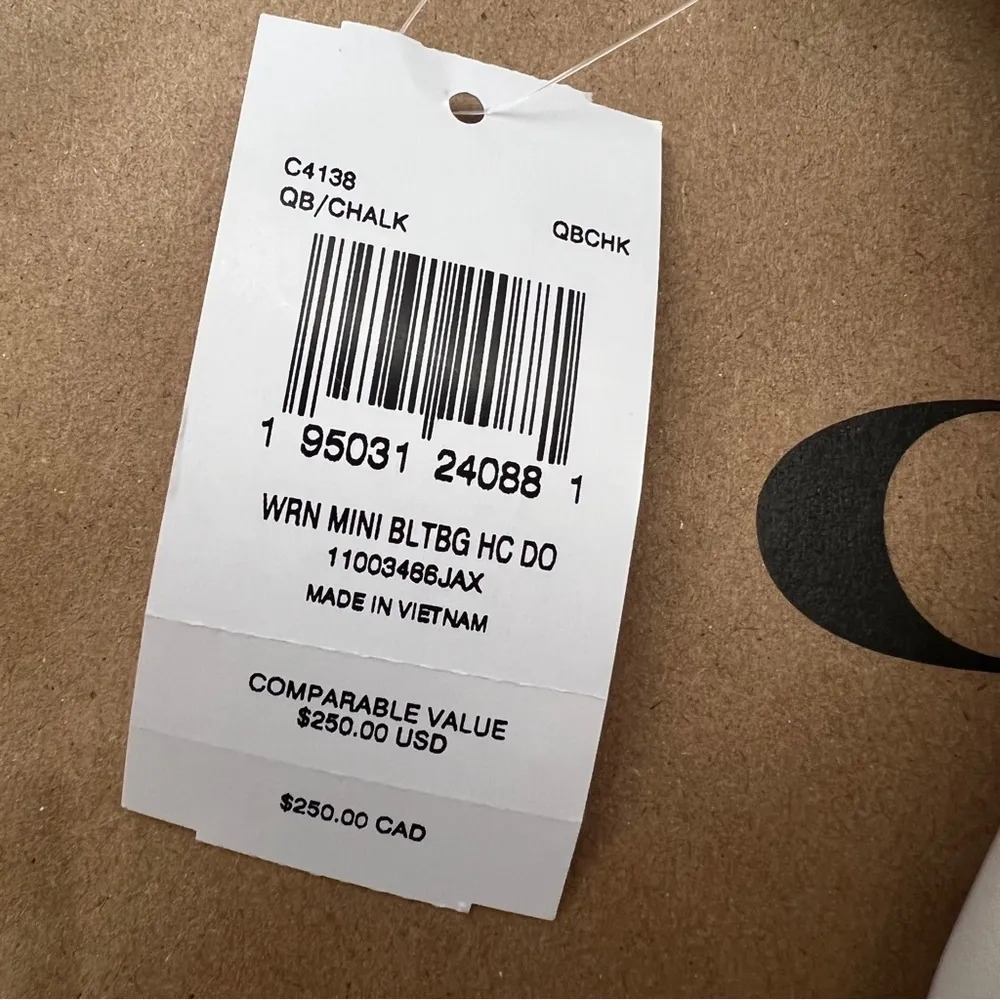 C4138
QB/CHALK
QBCHK
1 95031 24088 1
WRN MINI BLTBG HC DO
11003466JAX
MADE IN VIETNAM
COMPARABLE VALUE
$250.00 USD
$250.00 CAD